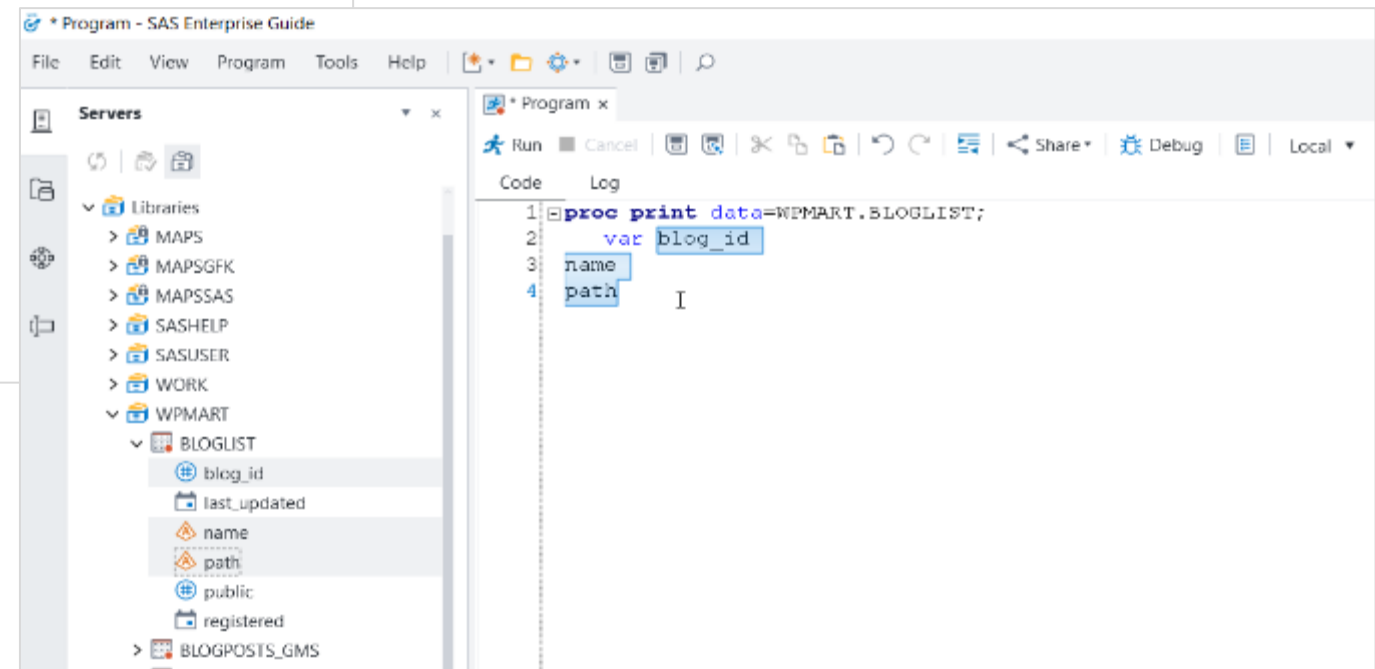 * Program - SAS Enterprise Guide
File Edit View Program Tools Help
Servers
Libraries
MAPS
MAPSGFK
MAPSSAS
SASHELP
SASUSER
WORK
WPMART
BLOGLIST
blog_id
last_updated
name
path
public
registered
BLOGPOSTS_GMS
* Program
Run Cancel Share Debug Local
Code Log
1 proc print data=WPMART.BLOGLIST;
2 var blog_id
3 name
4 path